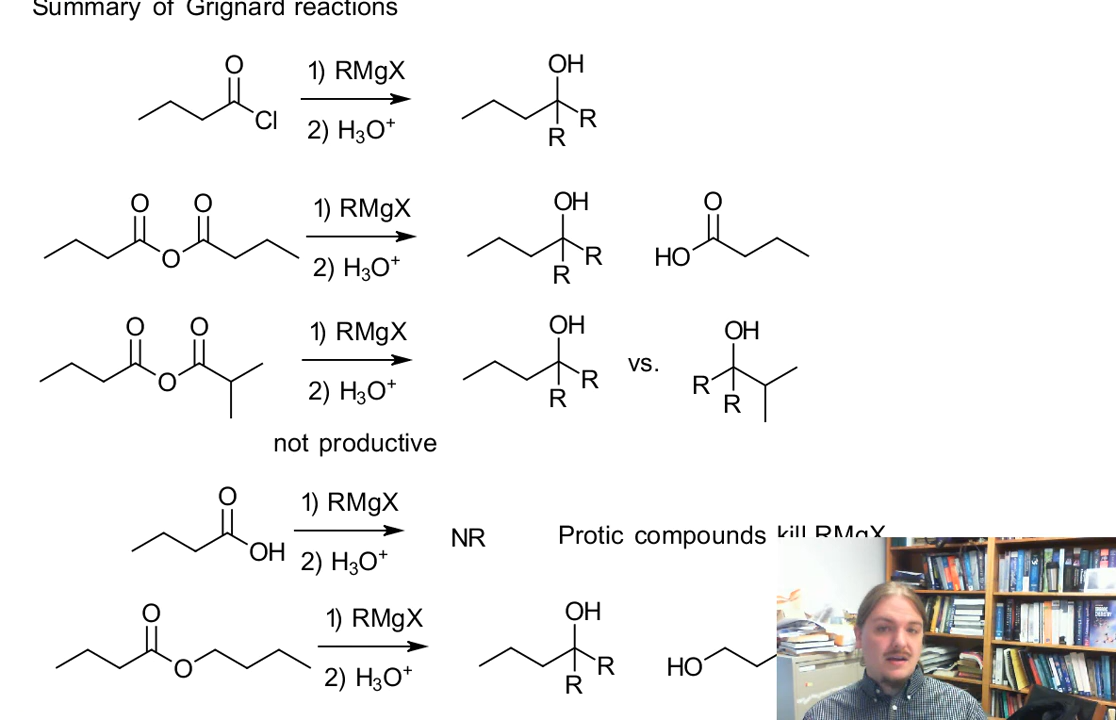 Summary of Grignard reactions
O
Cl
1) RMgX
2) H₃O⁺
OH
R
R
O O
O
1) RMgX
2) H₃O⁺
OH
R
R
O
HO
O O
O
1) RMgX
2) H₃O⁺
OH
R
R
vs.
OH
R
R
not productive
O
OH
1) RMgX
2) H₃O⁺
NR
Protic compounds kill RMgX
O
O
1) RMgX
2) H₃O⁺
OH
R
R
HO